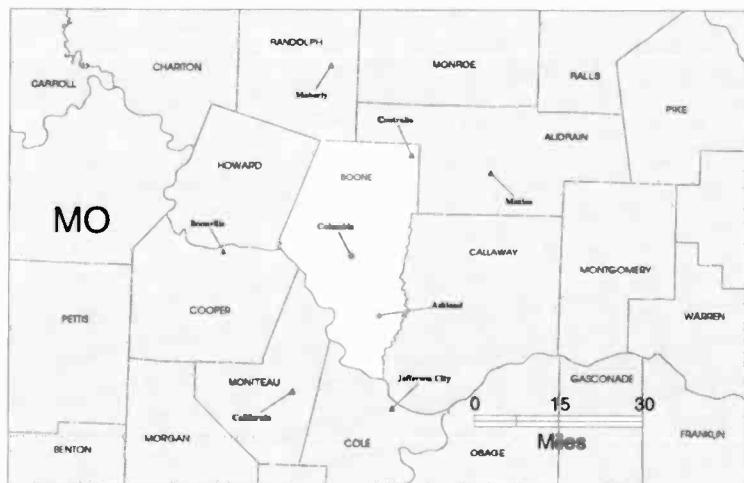 RANDOLPH
CARROLL
CHARITON
MONROE
RALLS
PIKE
Moberly
Centralia
AUDRAIN
HOWARD
BOONE
Mexico
MO
Boonville
Columbia
CALLAWAY
MONTGOMERY
COOPER
Ashland
PETTIS
WARREN
MONITEAU
Jefferson City
GASCONADE
California
0 15 30
Miles
BENTON
MORGAN
COLE
OSAGE
FRANKLIN